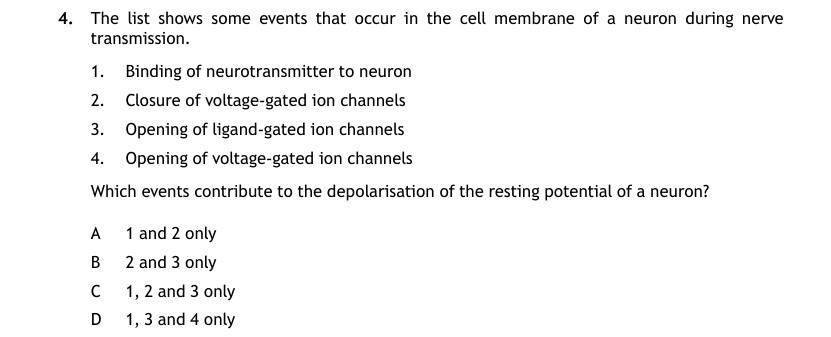 4. The list shows some events that occur in the cell membrane of a neuron during nerve
transmission.
1. Binding of neurotransmitter to neuron
2. Closure of voltage-gated ion channels
3. Opening of ligand-gated ion channels
4. Opening of voltage-gated ion channels
Which events contribute to the depolarisation of the resting potential of a neuron?
A 1 and 2 only
B 2 and 3 only
C 1, 2 and 3 only
D 1, 3 and 4 only